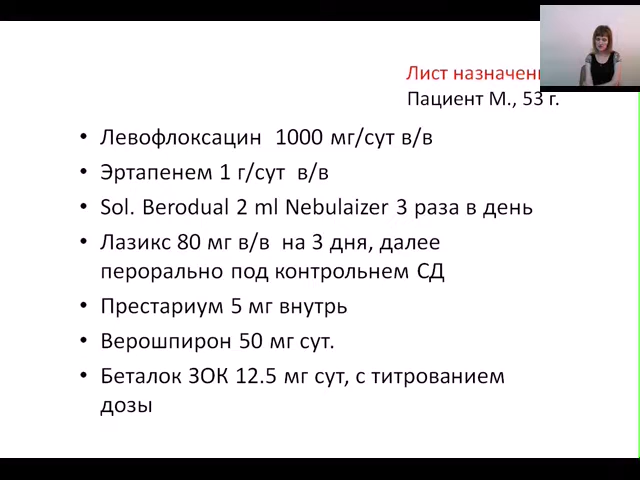 Лист назначен
Пациент М., 53 г.
• Левофлоксацин 1000 мг/сут в/в
• Эртапенем 1 г/сут в/в
• Sol. Berodual 2 ml Nebulaizer 3 раза в день
• Лазикс 80 мг в/в на 3 дня, далее
перорально под контрольнем СД
• Престариум 5 мг внутрь
• Верошпирон 50 мг сут.
• Беталок ЗОК 12.5 мг сут, с титрованием
дозы